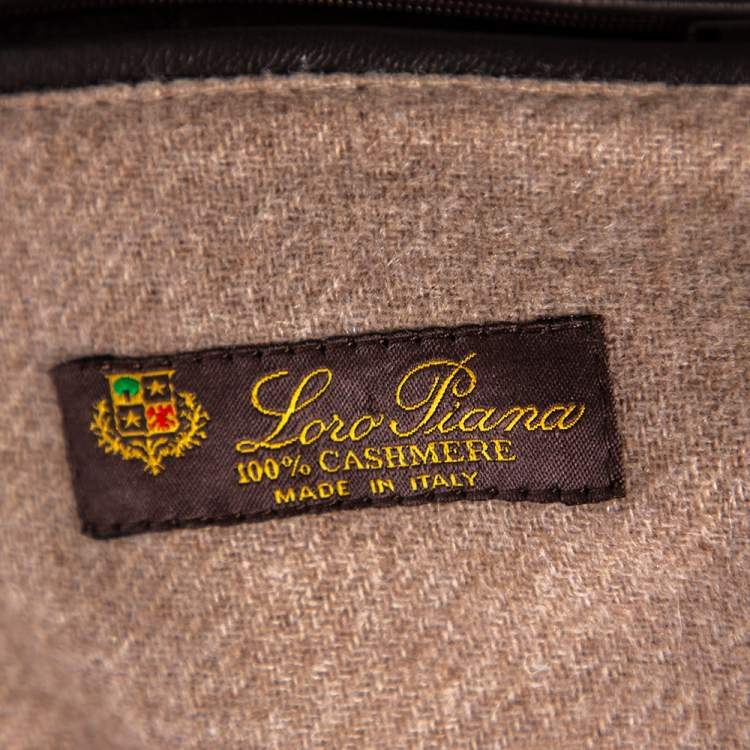 Loro Piana
100% CASHMERE
MADE IN ITALY